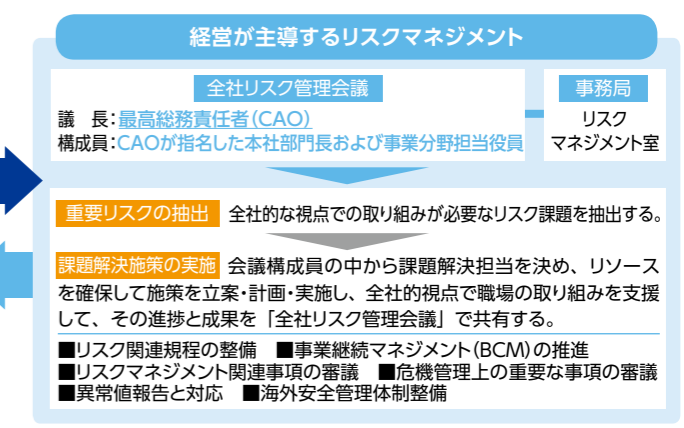 経営が主導するリスクマネジメント
全社リスク管理会議
議　長：最高総務責任者（CAO）
構成員：CAOが指名した本社部門長および事業分野担当役員
事務局
リスク
マネジメント室
重要リスクの抽出　全社的な視点での取り組みが必要なリスク課題を抽出する。
課題解決施策の実施　会議構成員の中から課題解決担当を決め、リソース
を確保して施策を立案・計画・実施し、全社的視点で職場の取り組みを支援
して、その進捗と成果を「全社リスク管理会議」で共有する。
■リスク関連規程の整備　■事業継続マネジメント（BCM）の推進
■リスクマネジメント関連事項の審議　■危機管理上の重要な事項の審議
■異常値報告と対応　■海外安全管理体制整備